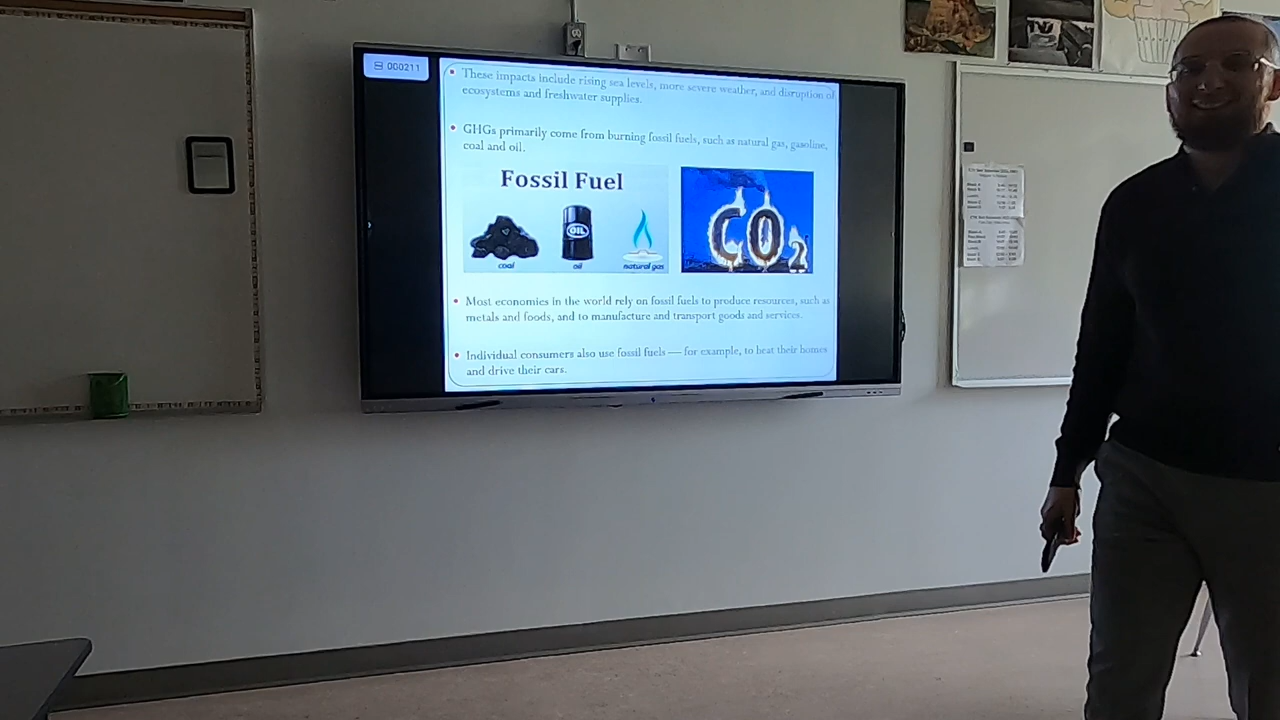 000211
These impacts include rising sea levels, more severe weather, and disruption of
ecosystems and freshwater supplies.
GHGs primarily come from burning fossil fuels, such as natural gas, gasoline,
coal and oil.
Fossil Fuel
OIL
coal
oil
natural gas
CO2
Most economies in the world rely on fossil fuels to produce resources, such as
metals and foods, and to manufacture and transport goods and services.
Individual consumers also use fossil fuels — for example, to heat their homes
and drive their cars.